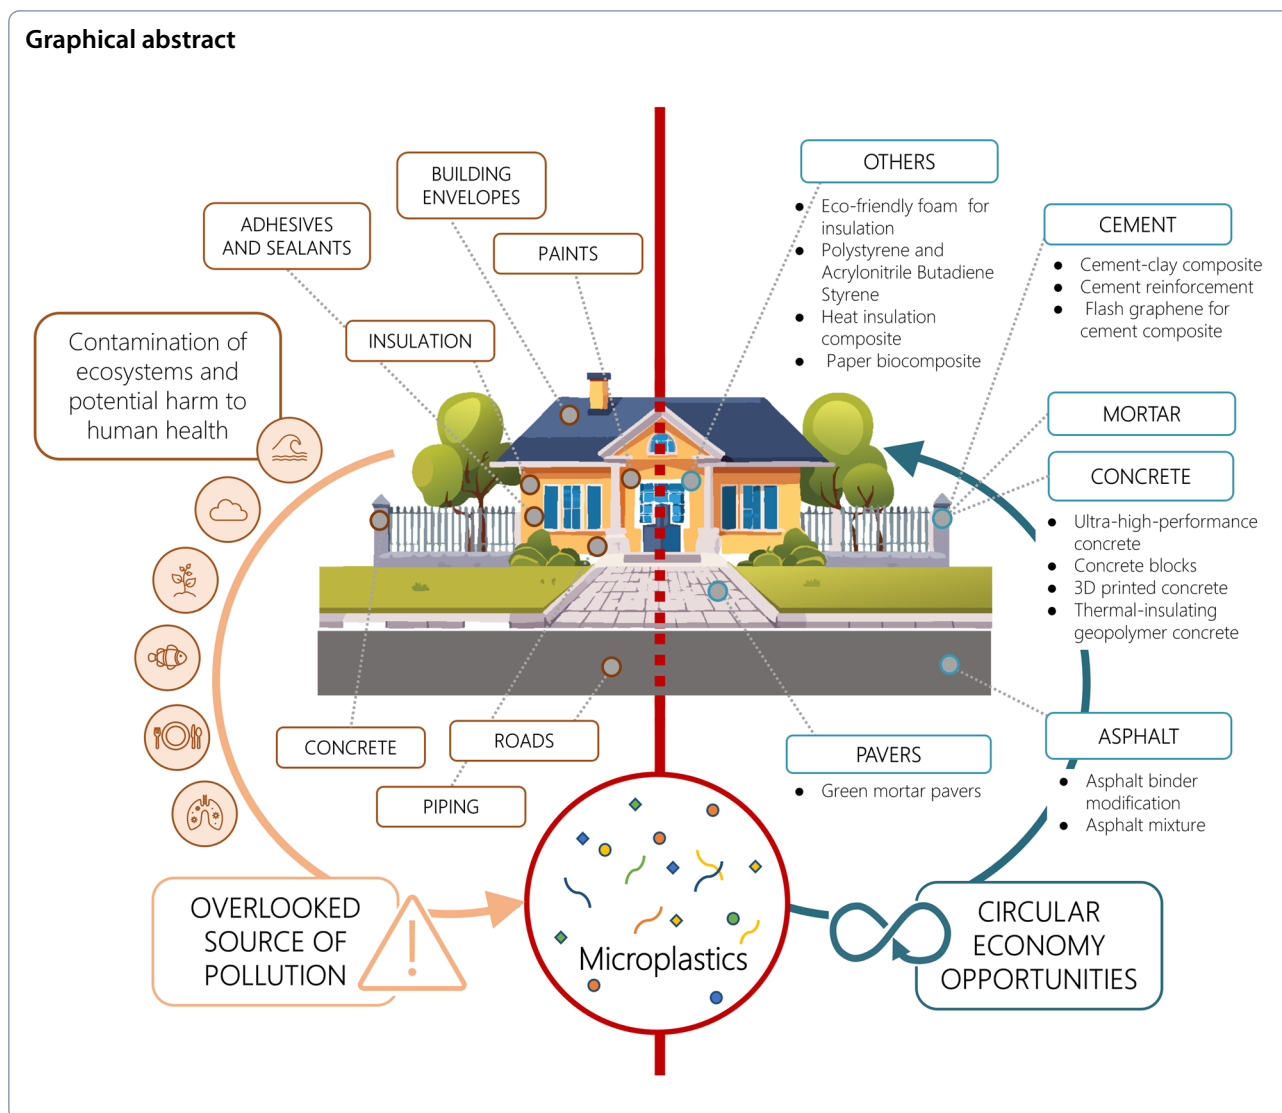 Graphical abstract
BUILDING
ENVELOPES
ADHESIVES
AND SEALANTS
PAINTS
INSULATION
Contamination of
ecosystems and
potential harm to
human health
CONCRETE
ROADS
PIPING
OVERLOOKED
SOURCE OF
POLLUTION
Microplastics
OTHERS
● Eco-friendly foam for
insulation
● Polystyrene and
Acrylonitrile Butadiene
Styrene
● Heat insulation
composite
● Paper biocomposite
CEMENT
● Cement-clay composite
● Cement reinforcement
● Flash graphene for
cement composite
MORTAR
CONCRETE
● Ultra-high-performance
concrete
● Concrete blocks
● 3D printed concrete
● Thermal-insulating
geopolymer concrete
PAVERS
● Green mortar pavers
ASPHALT
● Asphalt binder
modification
● Asphalt mixture
CIRCULAR
ECONOMY
OPPORTUNITIES